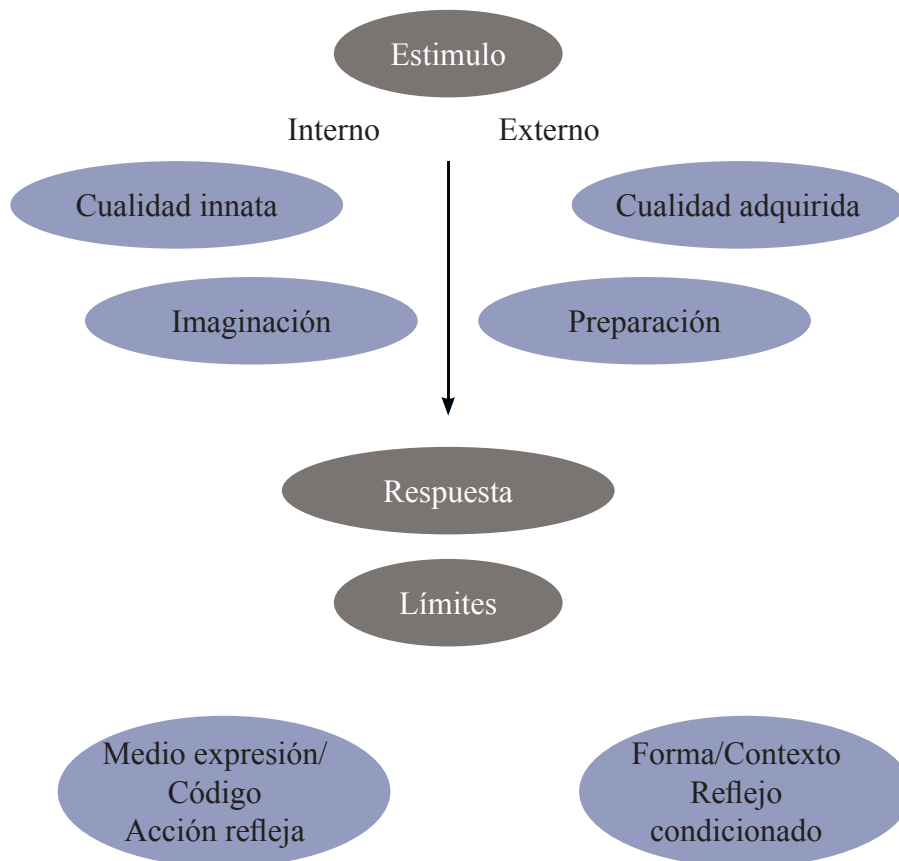 Estimulo
Interno
Externo
Cualidad innata
Cualidad adquirida
Imaginación
Preparación
Respuesta
Límites
Medio expresión/
Código
Acción refleja
Forma/Contexto
Reflejo
condicionado